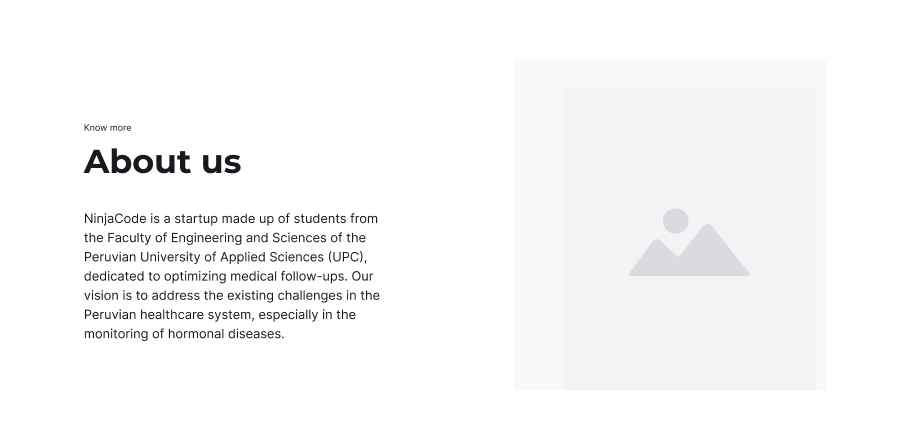 Know more
About us
NinjaCode is a startup made up of students from
the Faculty of Engineering and Sciences of the
Peruvian University of Applied Sciences (UPC),
dedicated to optimizing medical follow-ups. Our
vision is to address the existing challenges in the
Peruvian healthcare system, especially in the
monitoring of hormonal diseases.